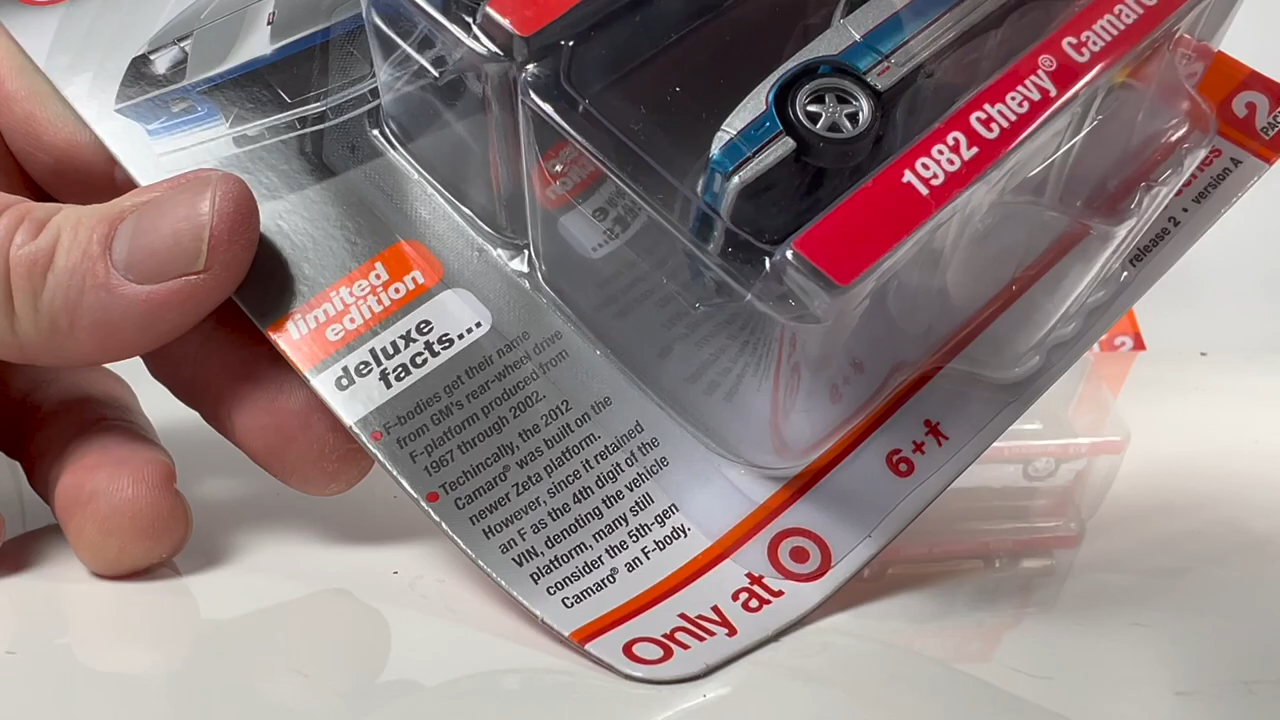 1982 Chevy® Camaro
2
PACK
release 2 • version A
limited
edition
deluxe
facts...
• F-bodies get their name
from GM's rear-wheel drive
F-platform produced from
1967 through 2002.
• Techincally, the 2012
Camaro® was built on the
newer Zeta platform.
However, since it retained
an F as the 4th digit of the
VIN, denoting the vehicle
platform, many still
consider the 5th-gen
Camaro® an F-body.
6+
Only at